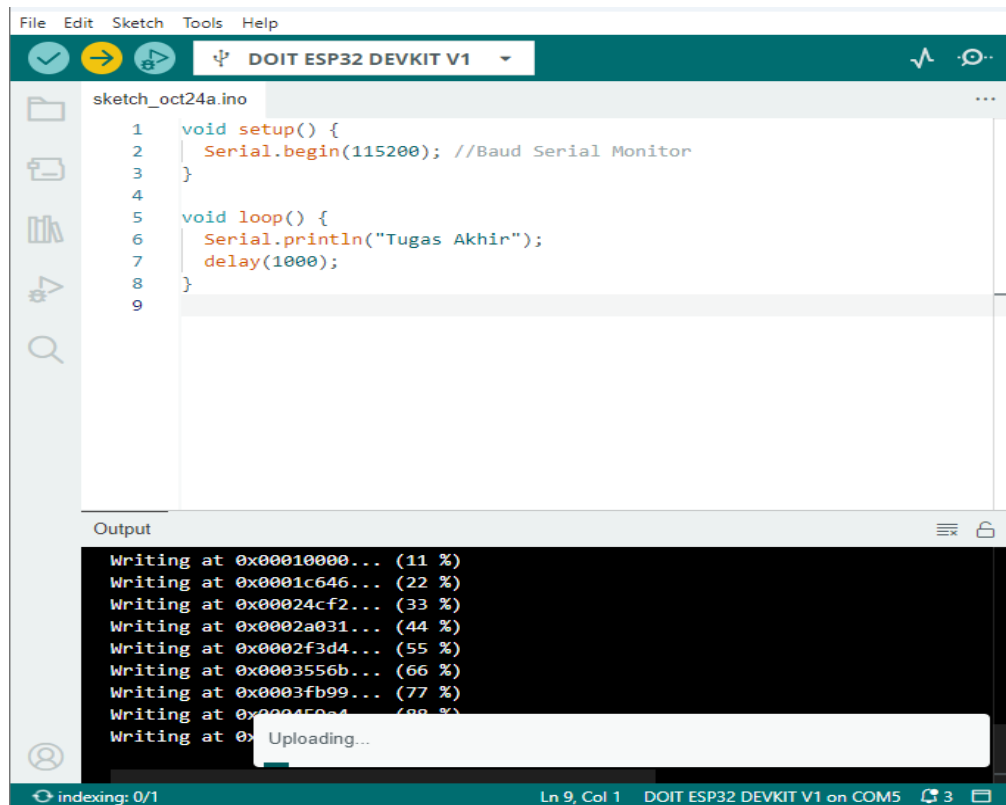 File Edit Sketch Tools Help
DOIT ESP32 DEVKIT V1
sketch_oct24a.ino
1 void setup() {
2 Serial.begin(115200); //Baud Serial Monitor
3 }
4
5 void loop() {
6 Serial.println("Tugas Akhir");
7 delay(1000);
8 }
9
Output
Writing at 0x00010000... (11 %)
Writing at 0x0001c646... (22 %)
Writing at 0x00024cf2... (33 %)
Writing at 0x0002a031... (44 %)
Writing at 0x0002f3d4... (55 %)
Writing at 0x0003556b... (66 %)
Writing at 0x0003fb99... (77 %)
Writing at
Writing at
Uploading...
indexing: 0/1 Ln 9, Col 1 DOIT ESP32 DEVKIT V1 on COM5 3